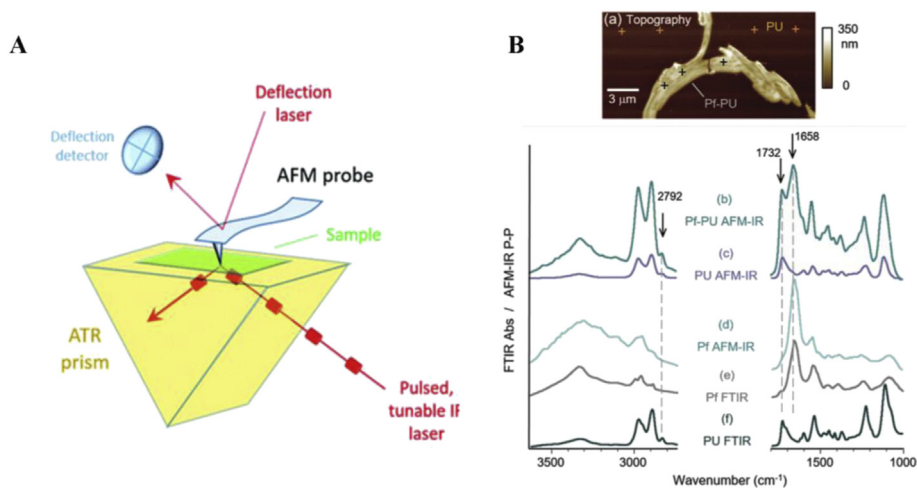 A
Deflection
laser
Deflection
detector
AFM probe
Sample
ATR
prism
Pulsed,
tunable IF
laser
B
(a) Topography
PU
350
nm
0
3 μm
Pf-PU
FTIR Abs / AFM-IR P-P
2792
1732
1658
(b)
Pf-PU AFM-IR
(c)
PU AFM-IR
(d)
Pf AFM-IR
(e)
Pf FTIR
(f)
PU FTIR
3500
3000
1500
1000
Wavenumber (cm-1)